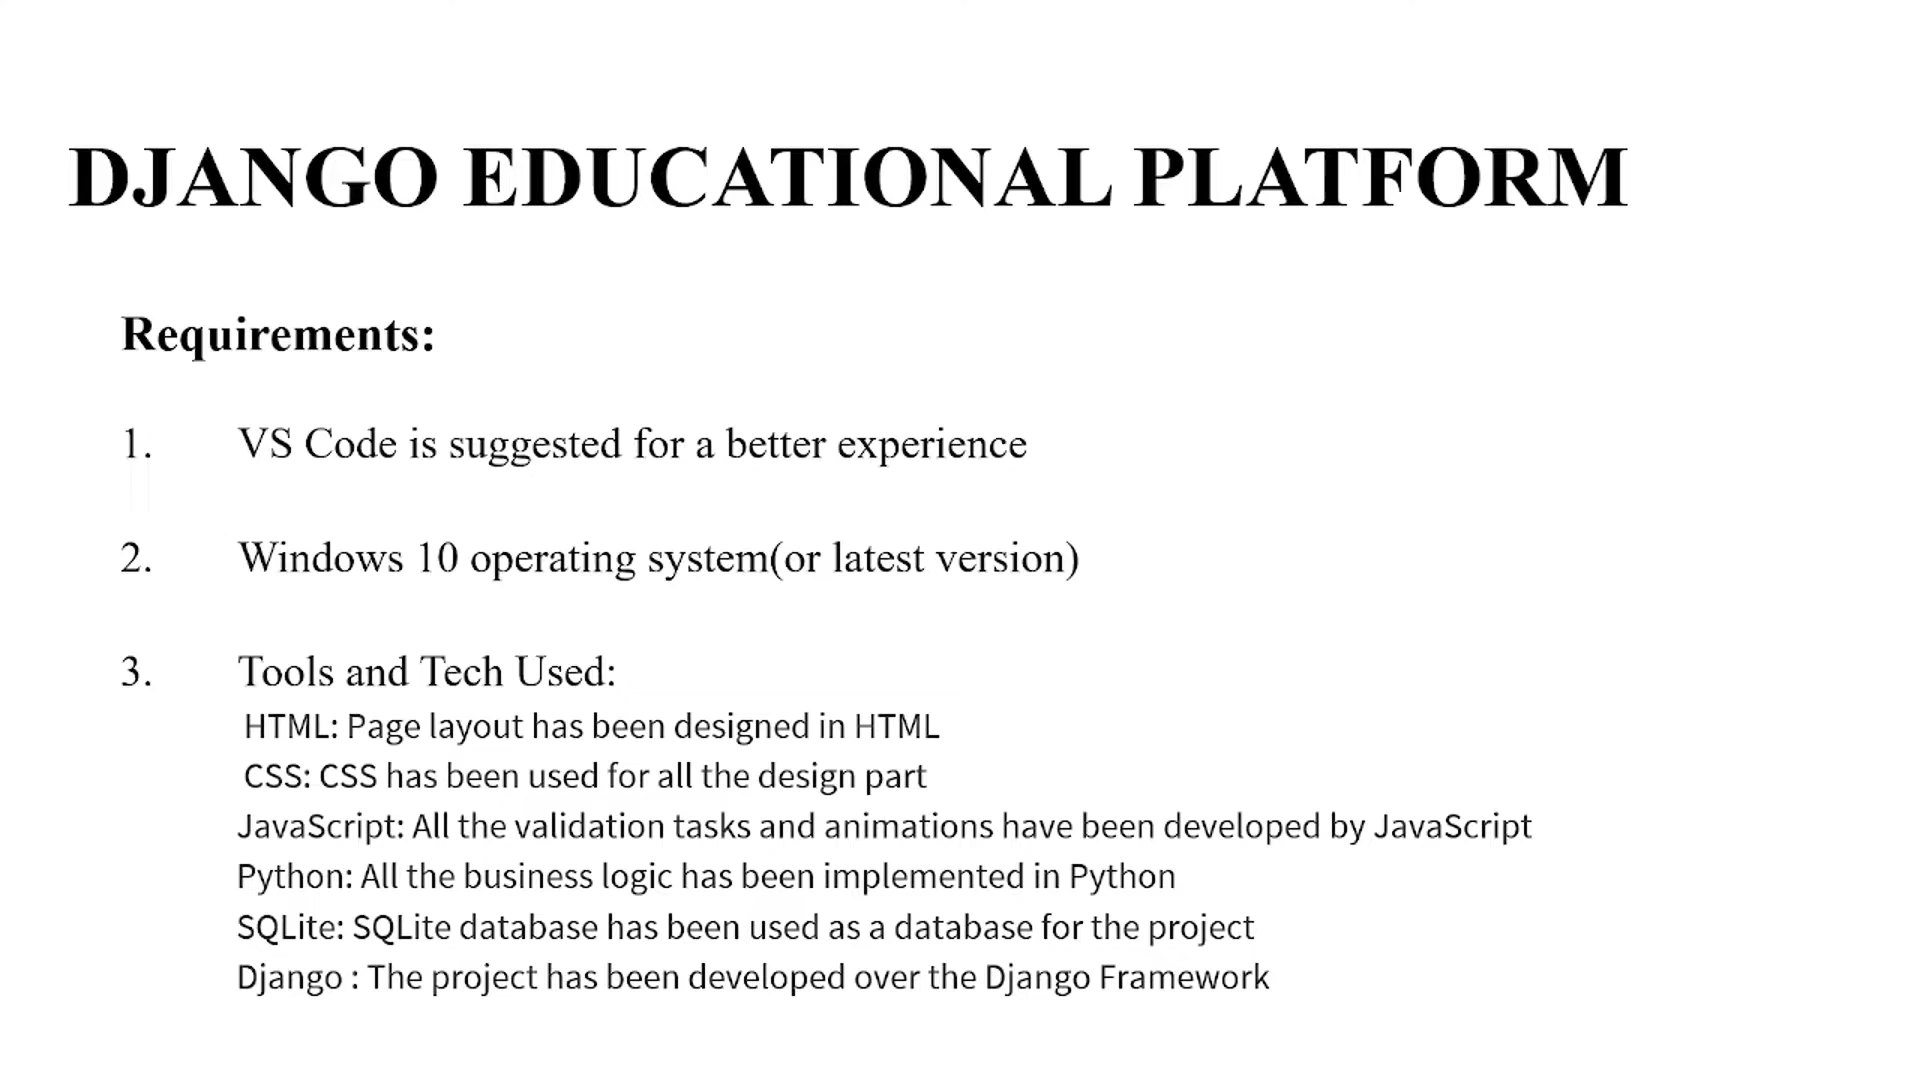 DJANGO EDUCATIONAL PLATFORM
Requirements:
1. VS Code is suggested for a better experience
2. Windows 10 operating system(or latest version)
3. Tools and Tech Used:
HTML: Page layout has been designed in HTML
CSS: CSS has been used for all the design part
JavaScript: All the validation tasks and animations have been developed by JavaScript
Python: All the business logic has been implemented in Python
SQLite: SQLite database has been used as a database for the project
Django : The project has been developed over the Django Framework